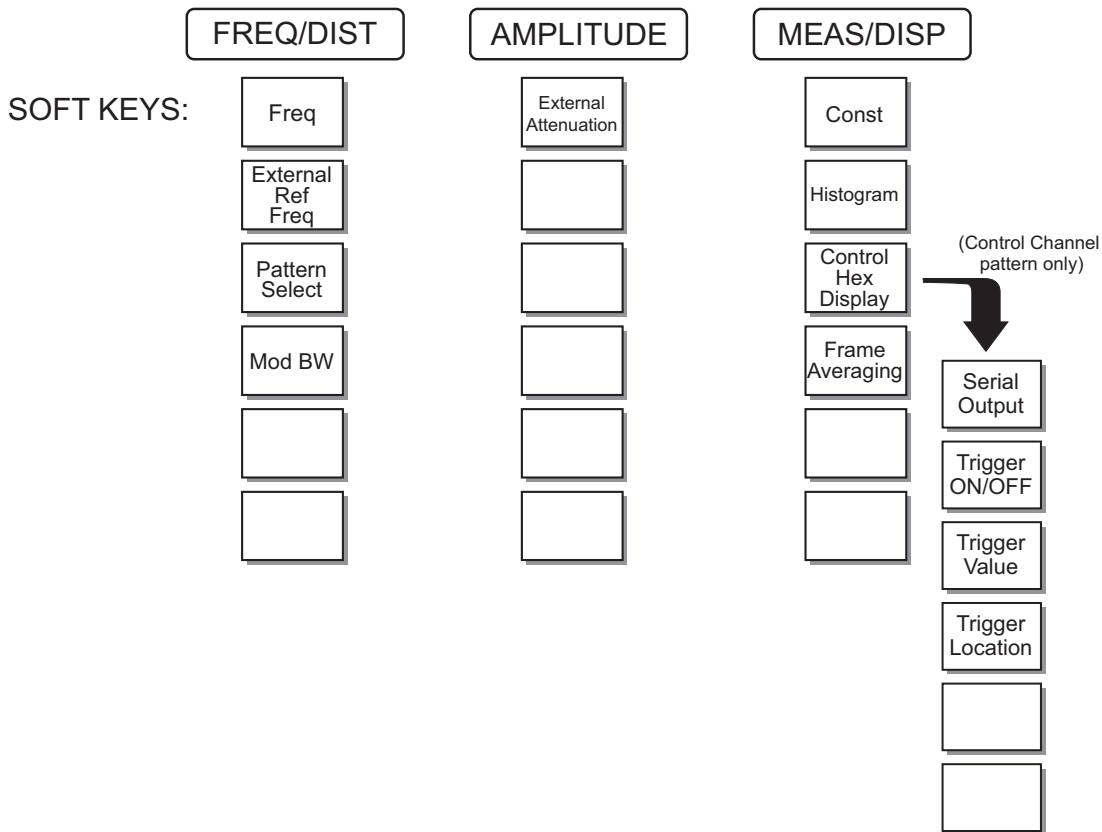 FREQ/DIST
AMPLITUDE
MEAS/DISP
SOFT KEYS:
Freq
External
Ref
Freq
Pattern
Select
Mod BW
External
Attenuation
Const
Histogram
Control
Hex
Display
Frame
Averaging
(Control Channel
pattern only)
Serial
Output
Trigger
ON/OFF
Trigger
Value
Trigger
Location